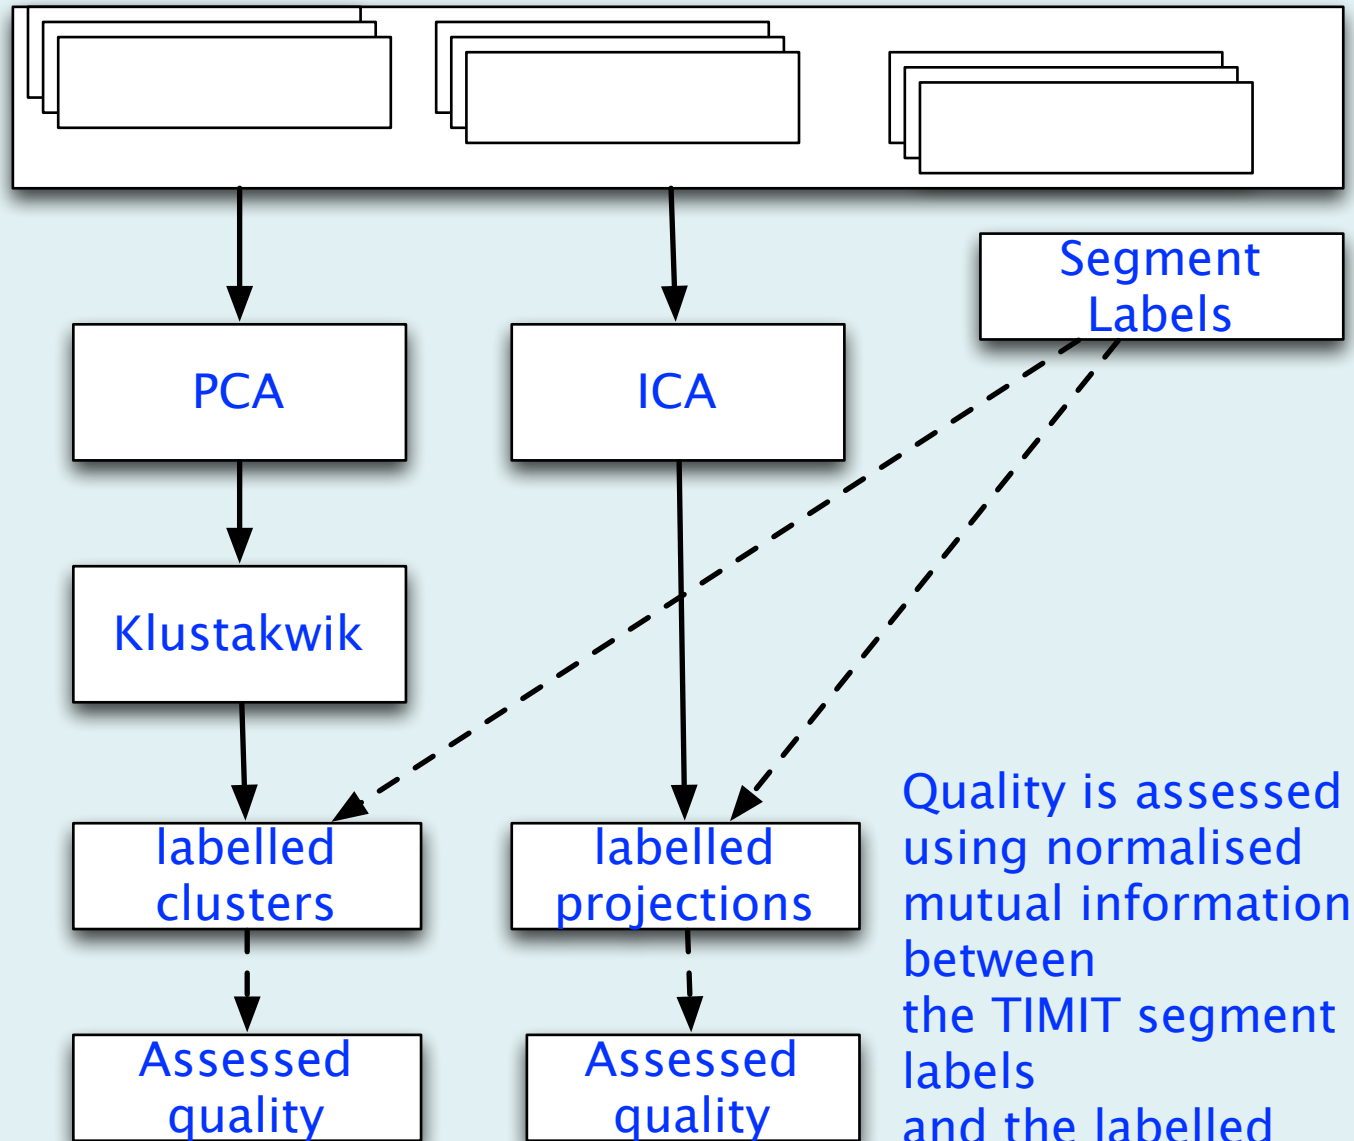 Segment
Labels
PCA
ICA
Klustakwik
labelled
clusters
labelled
projections
Assessed
quality
Assessed
quality
Quality is assessed
using normalised
mutual information
between
the TIMIT segment
labels
and the labelled